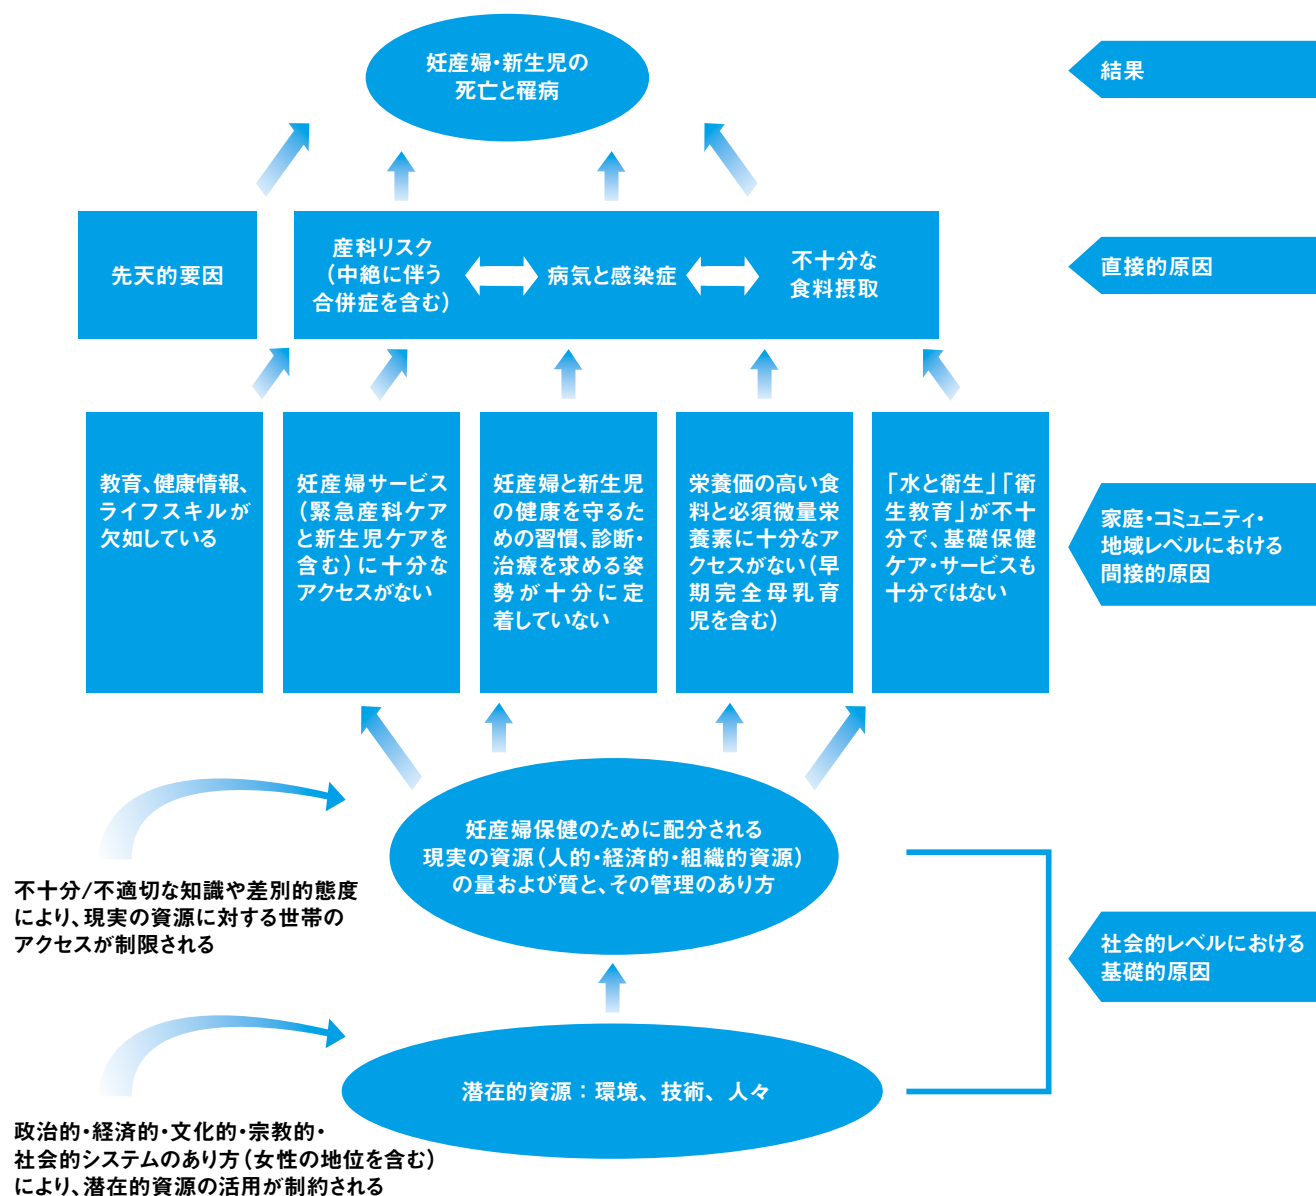 妊産婦・新生児の
死亡と罹病
結果
先天的要因
産科リスク
（中絶に伴う
合併症を含む）
病気と感染症
不十分な
食料摂取
直接的原因
教育、健康情報、
ライフスキルが
欠如している
妊産婦サービス
（緊急産科ケア
と新生児ケアを
含む）に十分な
アクセスがない
妊産婦と新生児
の健康を守るた
めの習慣、診断・
治療を求める姿
勢が十分に定
着していない
栄養価の高い食
料と必須微量栄
養素に十分なア
クセスがない（早
期完全母乳育
児を含む）
「水と衛生」「衛
生教育」が不十
分で、基礎保健
ケア・サービスも
十分ではない
家庭・コミュニティ・
地域レベルにおける
間接的原因
妊産婦保健のために配分される
現実の資源（人的・経済的・組織的資源）
の量および質と、その管理のあり方
不十分/不適切な知識や差別的態度
により、現実の資源に対する世帯の
アクセスが制限される
社会的レベルにおける
基礎的原因
潜在的資源：環境、技術、人々
政治的・経済的・文化的・宗教的・
社会的システムのあり方（女性の地位を含む）
により、潜在的資源の活用が制約される